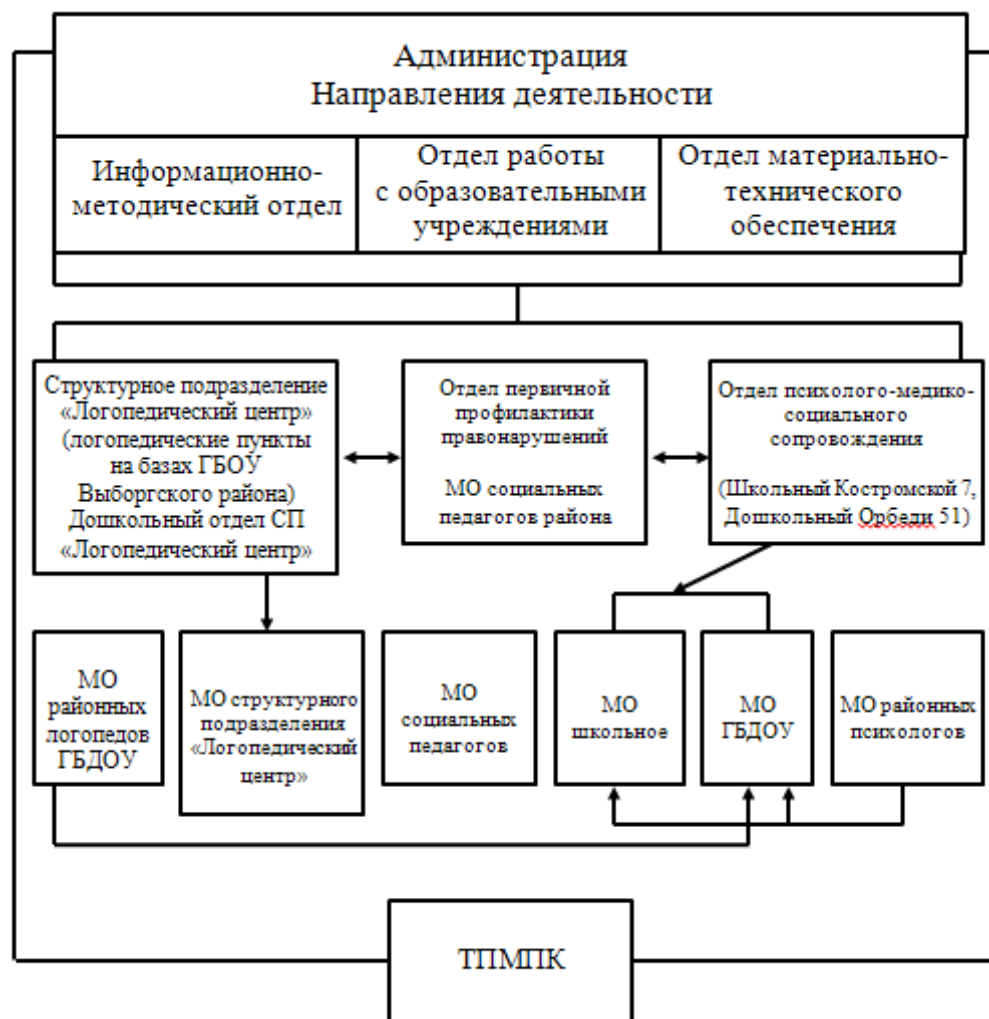 Администрация
Направления деятельности
Информационно-
методический отдел
Отдел работы
с образовательными
учреждениями
Отдел материально-
технического
обеспечения
Структурное подразделение
«Логопедический центр»
(логопедические пункты
на базах ГБОУ
Выборгского района)
Дошкольный отдел СП
«Логопедический центр»
Отдел первичной
профилактики
правонарушений
МО социальных
педагогов района
Отдел психолого-медико-
социального
сопровождения
(Школьный Костромской 7,
Дошкольный Орбеди 51)
МО
районных
логопедов
ГБДОУ
МО структурного
подразделения
«Логопедический
центр»
МО
социальных
педагогов
МО
школьное
МО
ГБДОУ
МО районных
психологов
ТПМПК